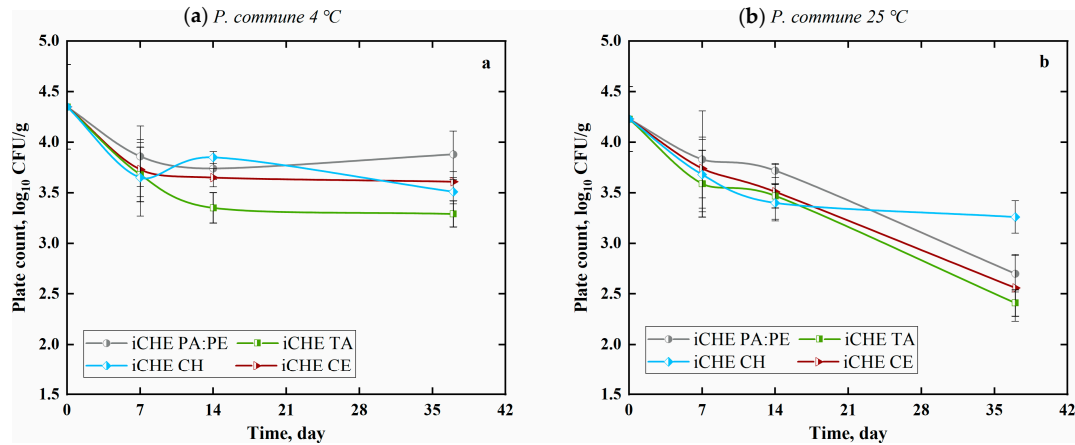 (a) P. commune 4 °C
(b) P. commune 25 °C
Plate count, log10 CFU/g
5.0
4.5
4.0
3.5
3.0
2.5
2.0
1.5
a
iCHE PA:PE
iCHE TA
iCHE CH
iCHE CE
0
7
14
21
28
35
42
Time, day
Plate count, log10 CFU/g
5.0
4.5
4.0
3.5
3.0
2.5
2.0
1.5
b
iCHE PA:PE
iCHE TA
iCHE CH
iCHE CE
0
7
14
21
28
35
42
Time, day